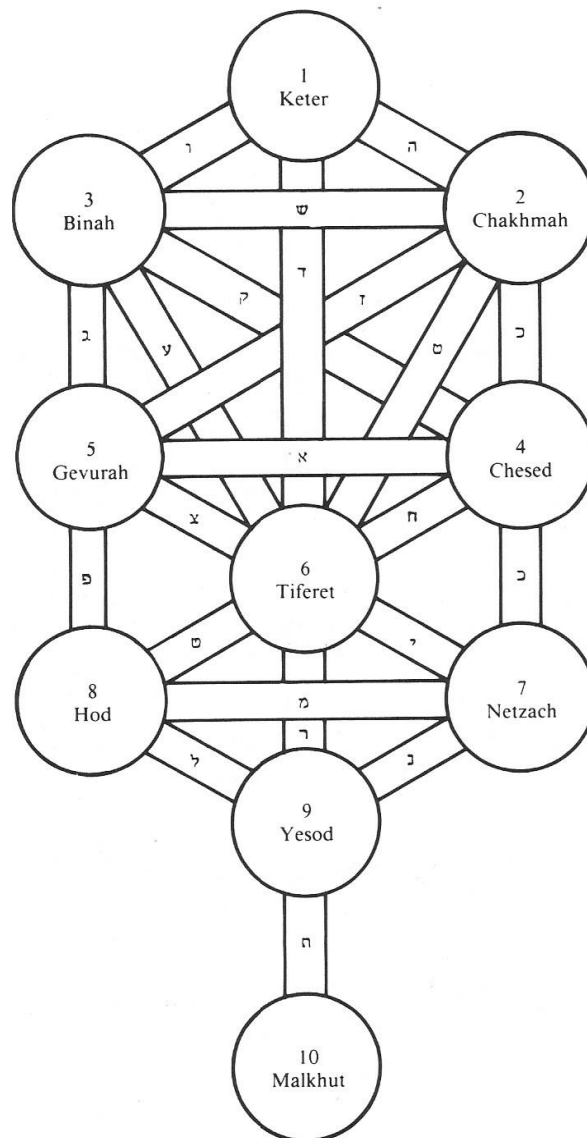 1
Keter
ו
ה
3
Binah
ש
2
Chakhmah
ד
ק
ז
ג
ע
ט
5
Gevurah
א
4
Chesed
צ
ח
6
Tiferet
פ
כ
י
8
Hod
מ
7
Netzach
ר
ל
נ
9
Yesod
ת
10
Malkhut